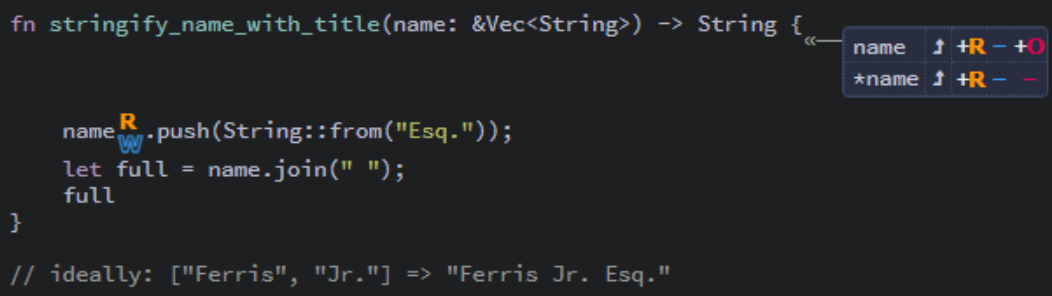 fn stringify_name_with_title(name: &Vec<String>) -> String {
«
name ↥ +R - +O
*name ↥ +R - -
nameRW.push(String::from("Esq."));
let full = name.join(" ");
full
}
// ideally: ["Ferris", "Jr."] => "Ferris Jr. Esq."